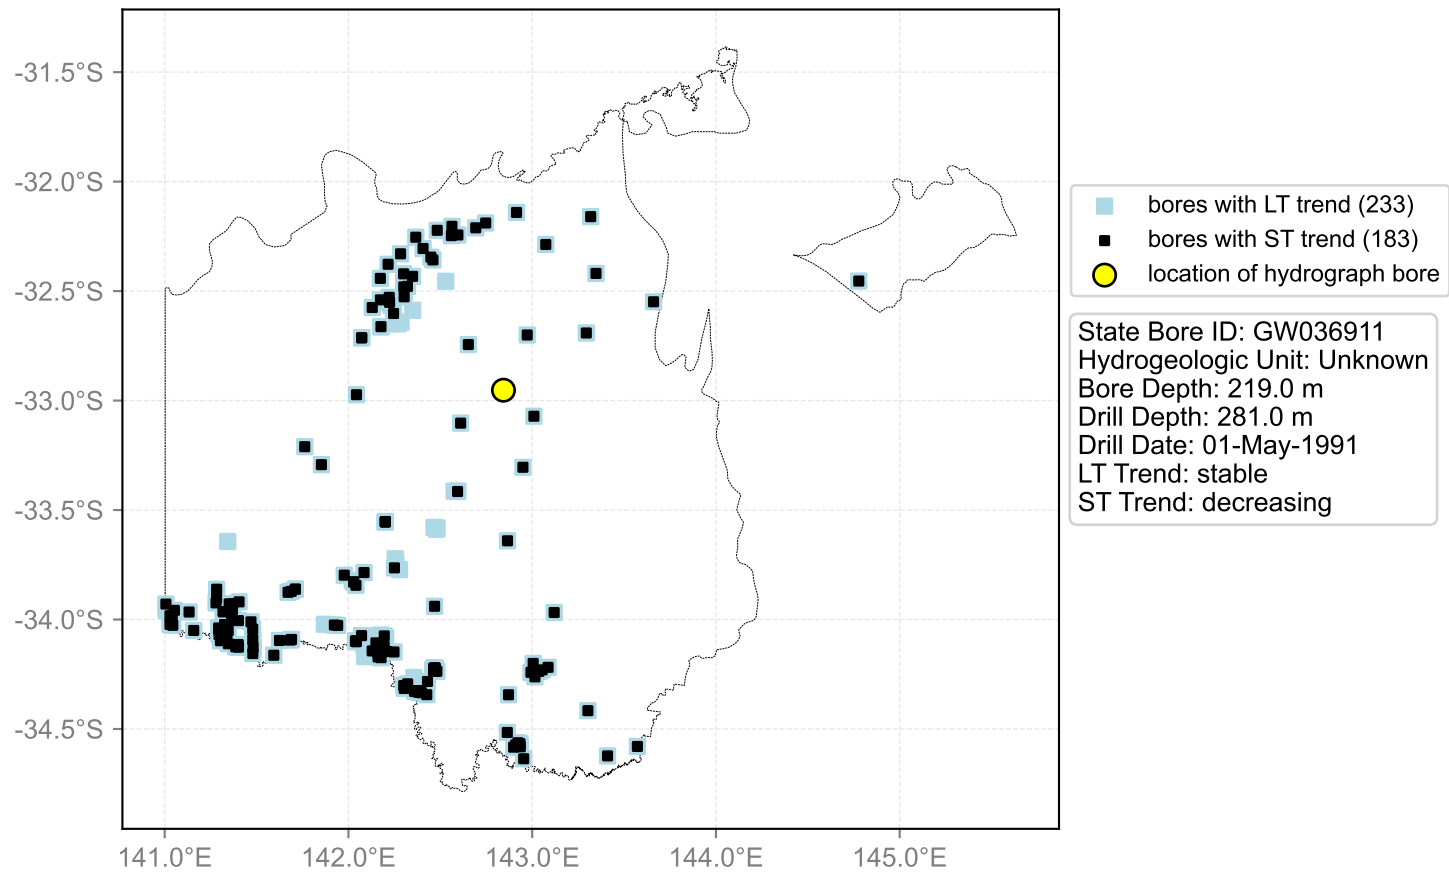 -31.5°S
-32.0°S
-32.5°S
-33.0°S
-33.5°S
-34.0°S
-34.5°S
141.0°E
142.0°E
143.0°E
144.0°E
145.0°E
bores with LT trend (233)
bores with ST trend (183)
location of hydrograph bore
State Bore ID: GW036911
Hydrogeologic Unit: Unknown
Bore Depth: 219.0 m
Drill Depth: 281.0 m
Drill Date: 01-May-1991
LT Trend: stable
ST Trend: decreasing